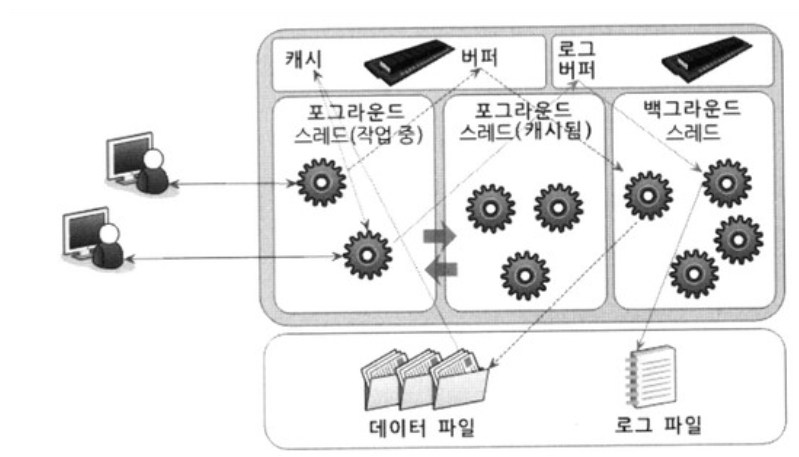 캐시
버퍼
로그
버퍼
포그라운드
스레드(작업 중)
포그라운드
스레드(캐시됨)
백그라운드
스레드
데이터 파일
로그 파일